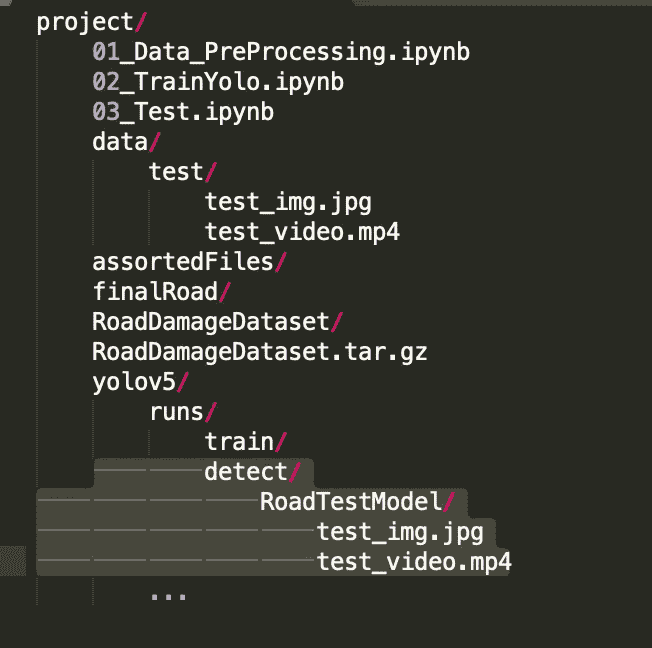 project/
01_Data_PreProcessing.ipynb
02_TrainYolo.ipynb
03_Test.ipynb
data/
test/
test_img.jpg
test_video.mp4
assortedFiles/
finalRoad/
RoadDamageDataset/
RoadDamageDataset.tar.gz
yolov5/
runs/
train/
detect/
RoadTestModel/
test_img.jpg
test_video.mp4
...